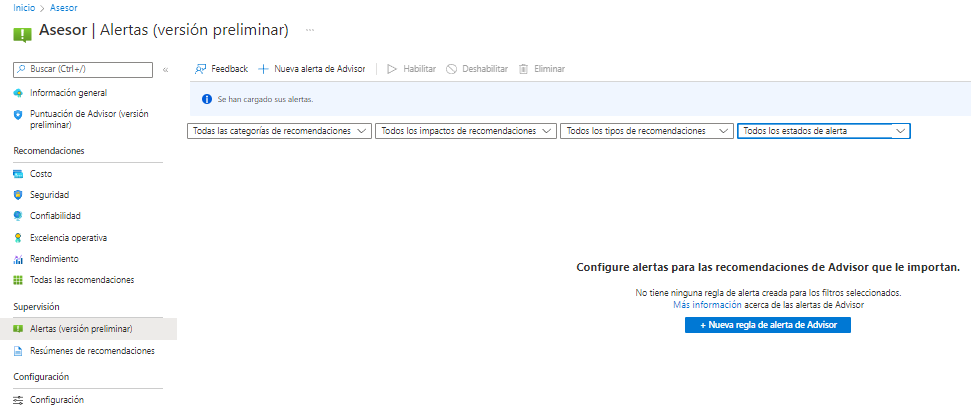 Inicio > Asesor
Asesor | Alertas (versión preliminar) ...
Buscar (Ctrl+/) «
Información general
Puntuación de Advisor (versión
preliminar)
Recomendaciones
Costo
Seguridad
Confiabilidad
Excelencia operativa
Rendimiento
Todas las recomendaciones
Supervisión
Alertas (versión preliminar)
Resúmenes de recomendaciones
Configuración
Configuración
Feedback + Nueva alerta de Advisor Habilitar Deshabilitar Eliminar
Se han cargado sus alertas.
Todas las categorías de recomendaciones Todos los impactos de recomendaciones Todos los tipos de recomendaciones Todos los estados de alerta
Configure alertas para las recomendaciones de Advisor que le importan.
No tiene ninguna regla de alerta creada para los filtros seleccionados.
Más información acerca de las alertas de Advisor
+ Nueva regla de alerta de Advisor